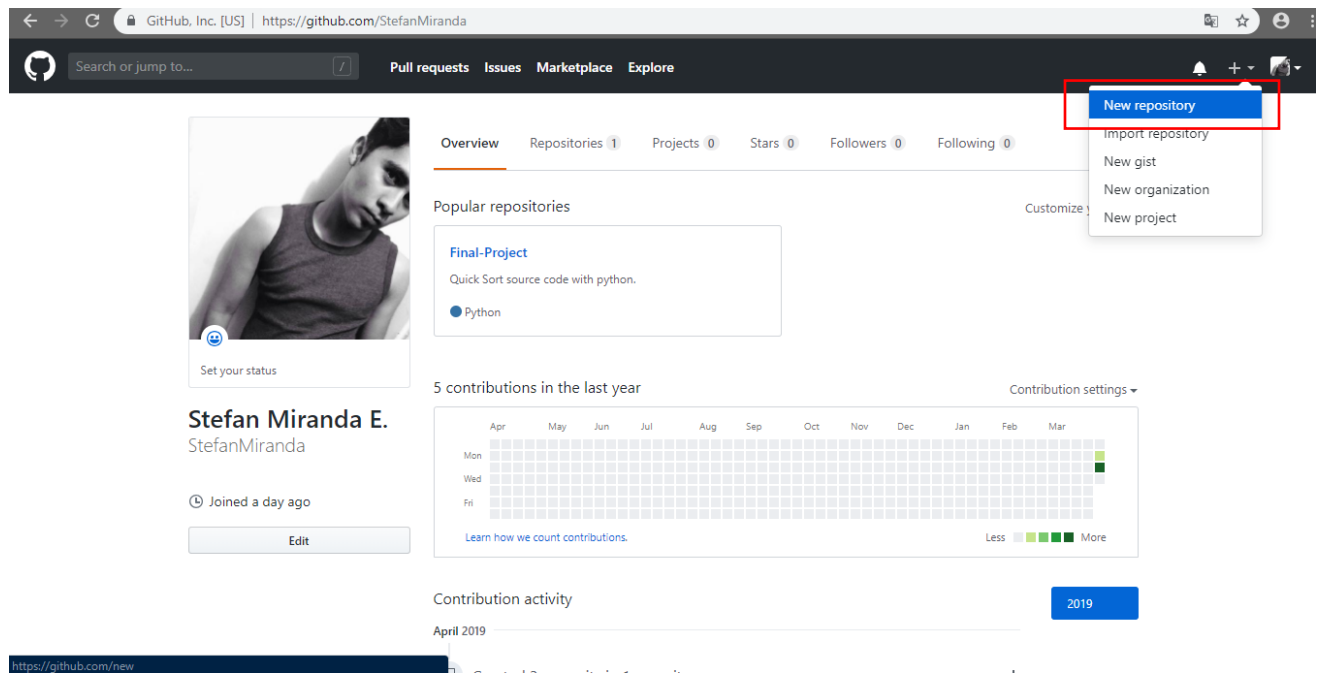 GitHub, Inc. [US] | https://github.com/StefanMiranda
Search or jump to... /
Pull requests Issues Marketplace Explore
New repository
Import repository
New gist
New organization
New project
Overview Repositories 1 Projects 0 Stars 0 Followers 0 Following 0
Popular repositories
Customize
Final-Project
Quick Sort source code with python.
Python
Set your status
Stefan Miranda E.
StefanMiranda
Joined a day ago
Edit
5 contributions in the last year
Contribution settings
Apr May Jun Jul Aug Sep Oct Nov Dec Jan Feb Mar
Mon
Wed
Fri
Learn how we count contributions.
Less More
Contribution activity
2019
April 2019
https://github.com/new